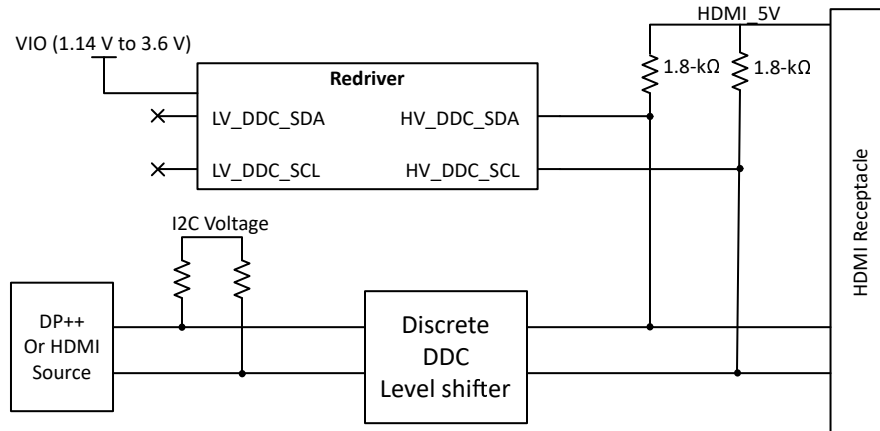 HDMI_5V
VIO (1.14 V to 3.6 V)
1.8-kΩ
1.8-kΩ
Redriver
LV_DDC_SDA
HV_DDC_SDA
LV_DDC_SCL
HV_DDC_SCL
HDMI Receptacle
I2C Voltage
DP++
Or HDMI
Source
Discrete
DDC
Level shifter